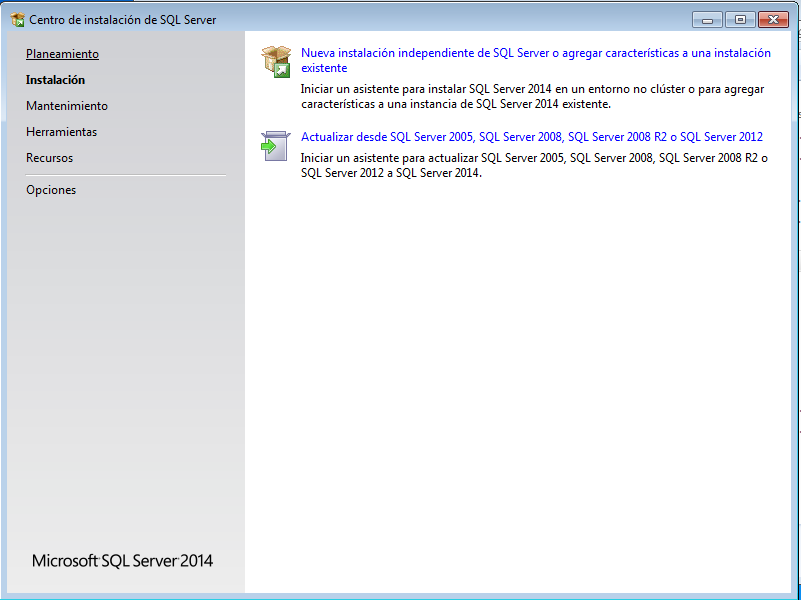 Centro de instalación de SQL Server
Planeamiento
Instalación
Mantenimiento
Herramientas
Recursos
Opciones
Nueva instalación independiente de SQL Server o agregar características a una instalación
existente
Iniciar un asistente para instalar SQL Server 2014 en un entorno no clúster o para agregar
características a una instancia de SQL Server 2014 existente.
Actualizar desde SQL Server 2005, SQL Server 2008, SQL Server 2008 R2 o SQL Server 2012
Iniciar un asistente para actualizar SQL Server 2005, SQL Server 2008, SQL Server 2008 R2 o
SQL Server 2012 a SQL Server 2014.
Microsoft SQL Server 2014